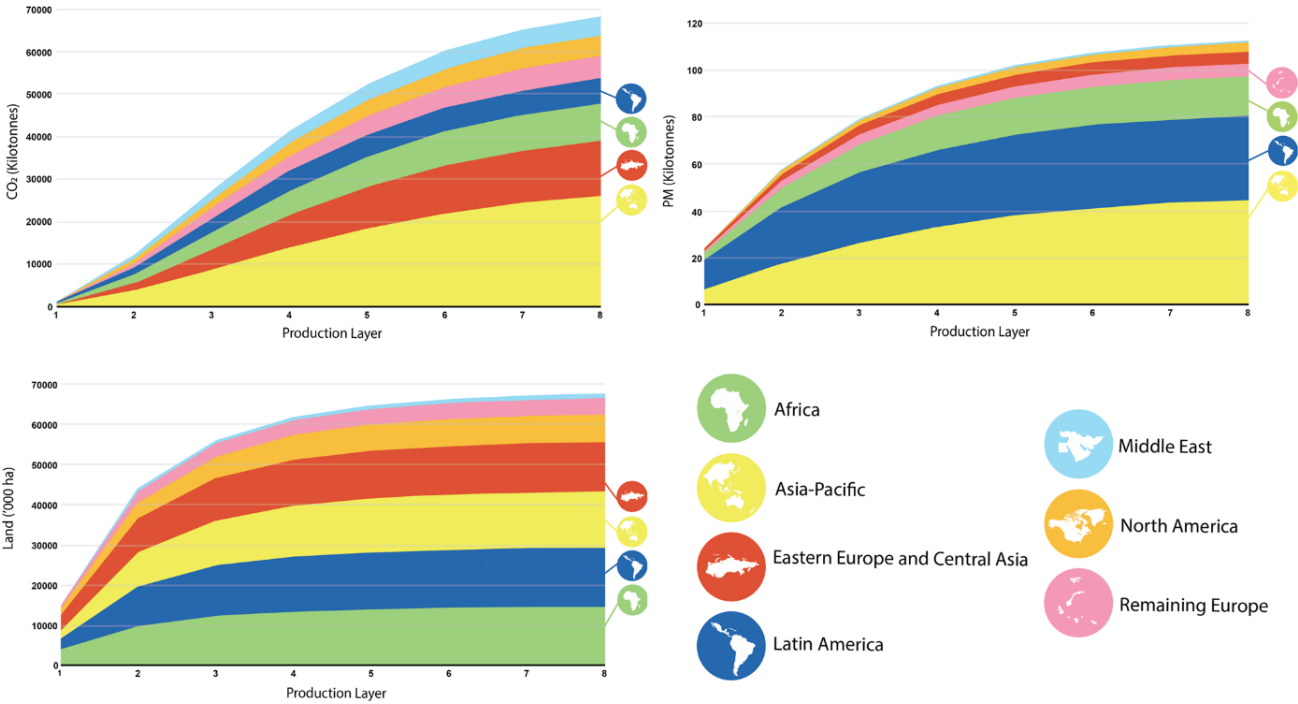 70000
60000
50000
40000
30000
20000
10000
0
CO₂ (Kilotonnes)
1 2 3 4 5 6 7 8
Production Layer
120
100
80
60
40
20
0
PM (Kilotonnes)
1 2 3 4 5 6 7 8
Production Layer
70000
60000
50000
40000
30000
20000
10000
0
Land ('000 ha)
1 2 3 4 5 6 7 8
Production Layer
Africa
Asia-Pacific
Eastern Europe and Central Asia
Latin America
Middle East
North America
Remaining Europe